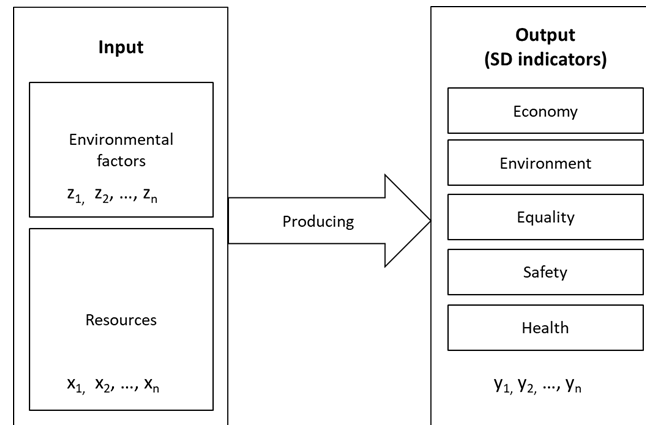 Input
Environmental
factors
z₁, z₂, ..., zₙ
Resources
x₁, x₂, ..., xₙ
Producing
Output
(SD indicators)
Economy
Environment
Equality
Safety
Health
y₁, y₂, ..., yₙ